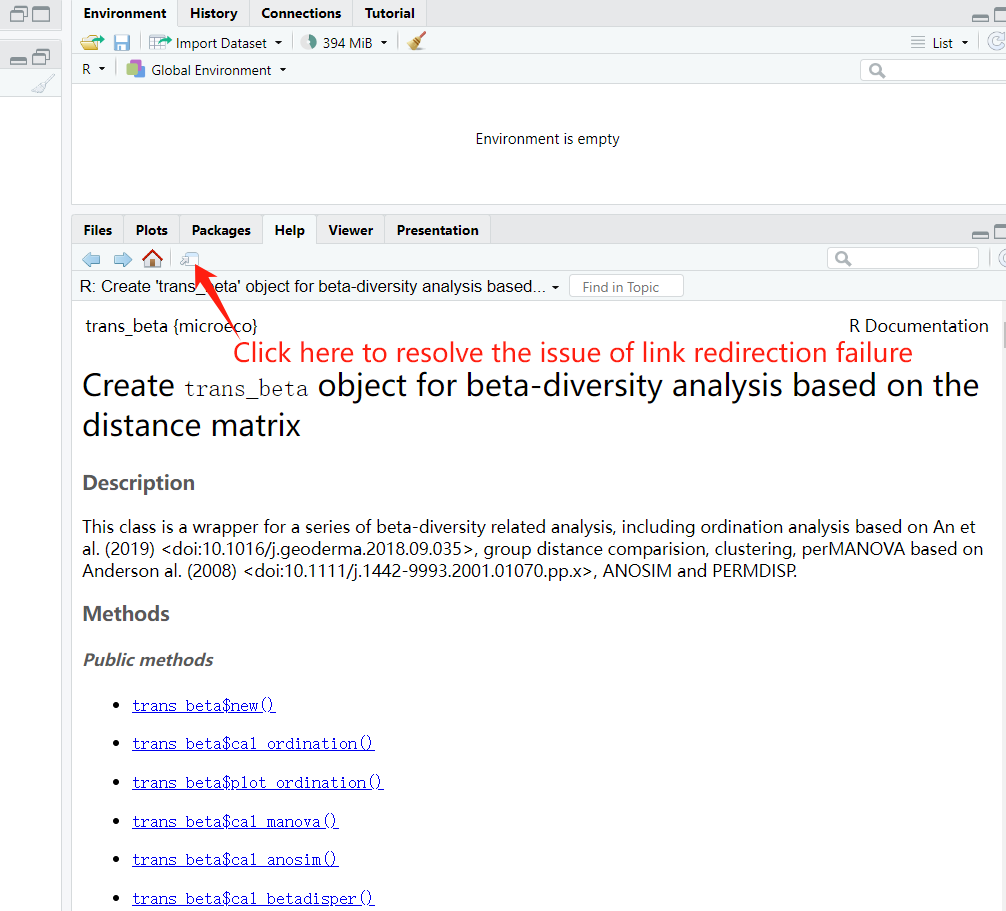 Environment History Connections Tutorial
Import Dataset 394 MiB List
R Global Environment
Environment is empty
Files Plots Packages Help Viewer Presentation
R: Create 'trans_beta' object for beta-diversity analysis based... Find in Topic
trans_beta {microeco} R Documentation
Click here to resolve the issue of link redirection failure
Create trans_beta object for beta-diversity analysis based on the
distance matrix
Description
This class is a wrapper for a series of beta-diversity related analysis, including ordination analysis based on An et
al. (2019) <doi:10.1016/j.geoderma.2018.09.035>, group distance comparision, clustering, perMANOVA based on
Anderson al. (2008) <doi:10.1111/j.1442-9993.2001.01070.pp.x>, ANOSIM and PERMDISP.
Methods
Public methods
• trans_beta$new()
• trans_beta$cal_ordination()
• trans_beta$plot_ordination()
• trans_beta$cal_manova()
• trans_beta$cal_anosim()
• trans_beta$cal_betadisper()